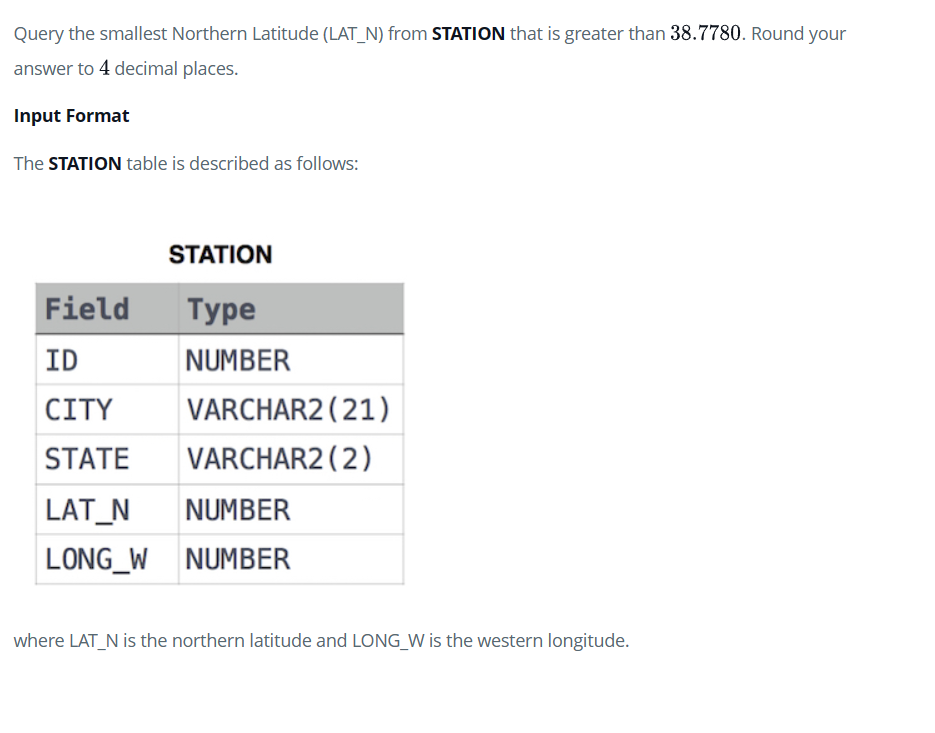 Query the smallest Northern Latitude (LAT_N) from STATION that is greater than 38.7780. Round your
answer to 4 decimal places.
Input Format
The STATION table is described as follows:
STATION
Field Type
ID NUMBER
CITY VARCHAR2(21)
STATE VARCHAR2(2)
LAT_N NUMBER
LONG_W NUMBER
where LAT_N is the northern latitude and LONG_W is the western longitude.